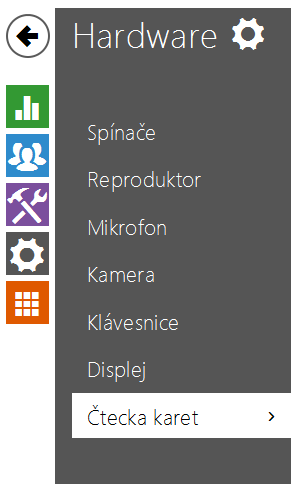 Hardware
Spínače
Reproduktor
Mikrofon
Kamera
Klávesnice
Displej
Čtecka karet